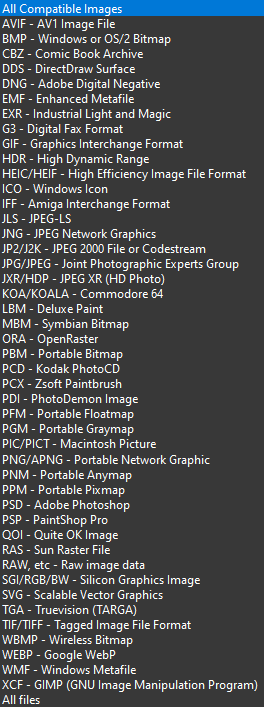 All Compatible Images
AVIF - AV1 Image File
BMP - Windows or OS/2 Bitmap
CBZ - Comic Book Archive
DDS - DirectDraw Surface
DNG - Adobe Digital Negative
EMF - Enhanced Metafile
EXR - Industrial Light and Magic
G3 - Digital Fax Format
GIF - Graphics Interchange Format
HDR - High Dynamic Range
HEIC/HEIF - High Efficiency Image File Format
ICO - Windows Icon
IFF - Amiga Interchange Format
JLS - JPEG-LS
JNG - JPEG Network Graphics
JP2/J2K - JPEG 2000 File or Codestream
JPG/JPEG - Joint Photographic Experts Group
JXR/HDP - JPEG XR (HD Photo)
KOA/KOALA - Commodore 64
LBM - Deluxe Paint
MBM - Symbian Bitmap
ORA - OpenRaster
PBM - Portable Bitmap
PCD - Kodak PhotoCD
PCX - Zsoft Paintbrush
PDI - PhotoDemon Image
PFM - Portable Floatmap
PGM - Portable Graymap
PIC/PICT - Macintosh Picture
PNG/APNG - Portable Network Graphic
PNM - Portable Anymap
PPM - Portable Pixmap
PSD - Adobe Photoshop
PSP - PaintShop Pro
QOI - Quite OK Image
RAS - Sun Raster File
RAW, etc - Raw image data
SGI/RGB/BW - Silicon Graphics Image
SVG - Scalable Vector Graphics
TGA - Truevision (TARGA)
TIF/TIFF - Tagged Image File Format
WBMP - Wireless Bitmap
WEBP - Google WebP
WMF - Windows Metafile
XCF - GIMP (GNU Image Manipulation Program)
All files